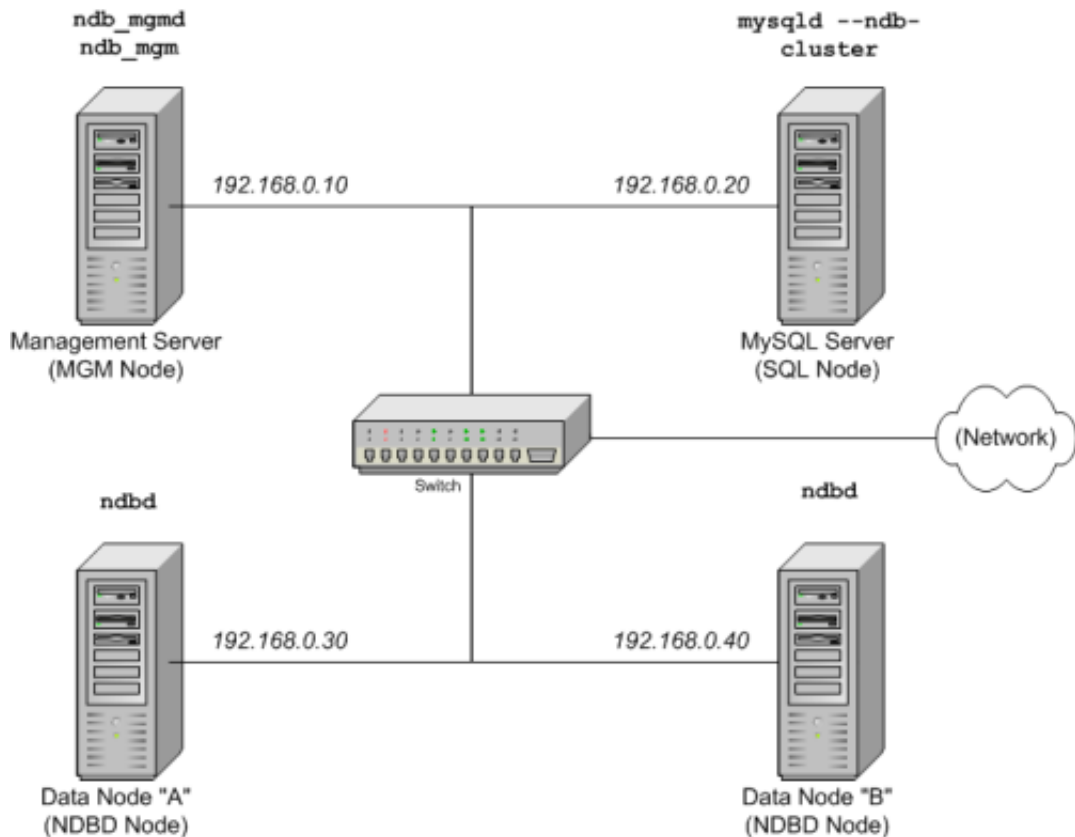 ndb_mgmd
ndb_mgm
mysqld --ndb-
cluster
192.168.0.10
192.168.0.20
Management Server
(MGM Node)
MySQL Server
(SQL Node)
(Network)
Switch
ndbd
ndbd
192.168.0.30
192.168.0.40
Data Node "A"
(NDBD Node)
Data Node "B"
(NDBD Node)